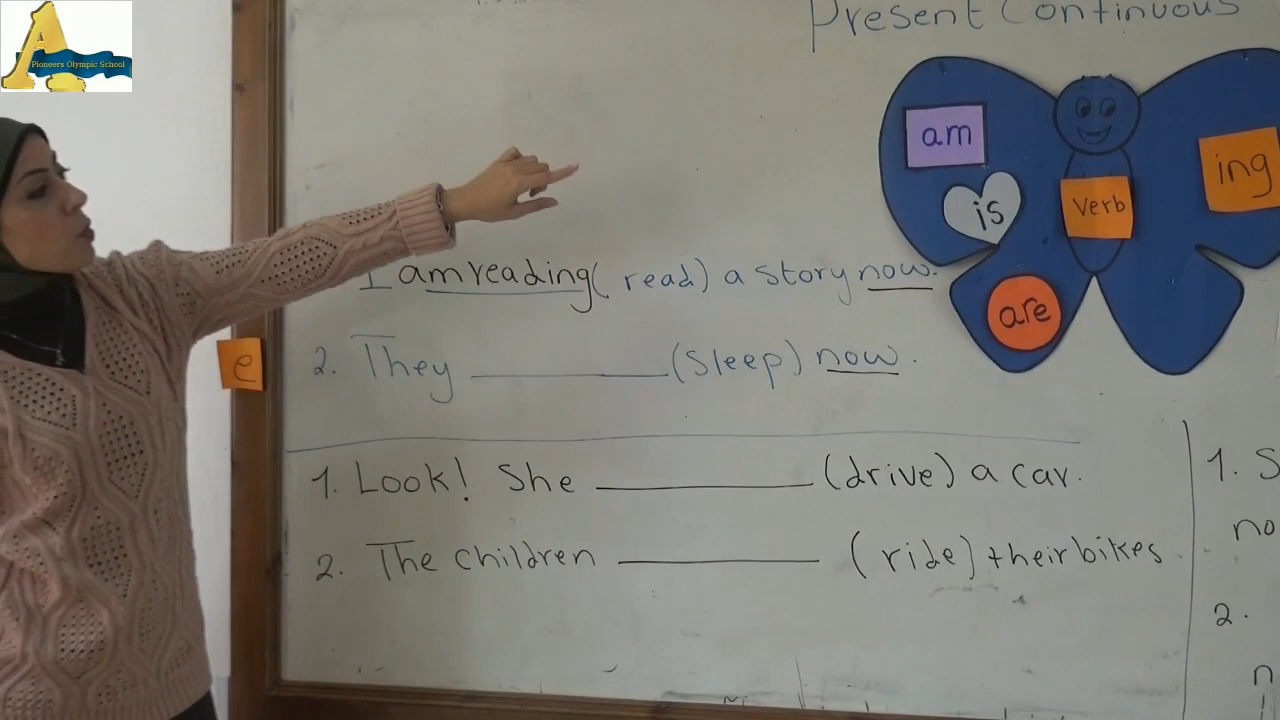 Pioneers Olympic School
Present Continuous
am
is
are
Verb
ing
e
I am reading ( read) a story now.
2. They ________ (sleep) now.
1. Look! She ________ (drive) a car.
2. The children ________ (ride) their bikes
1. S
no
2.
n